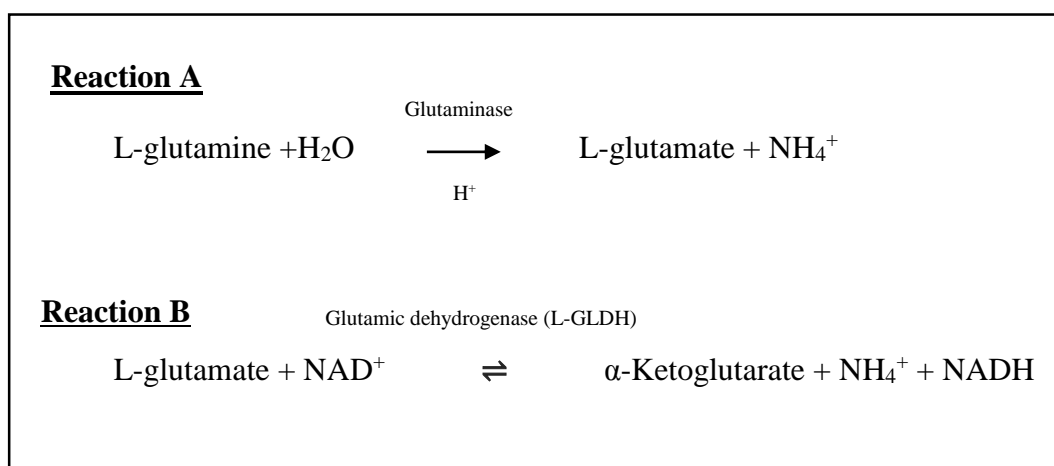 Reaction A
Glutaminase
L-glutamine +H₂O ⟶ L-glutamate + NH₄⁺
H⁺
Reaction B
Glutamic dehydrogenase (L-GLDH)
L-glutamate + NAD⁺ ⇌ α-Ketoglutarate + NH₄⁺ + NADH